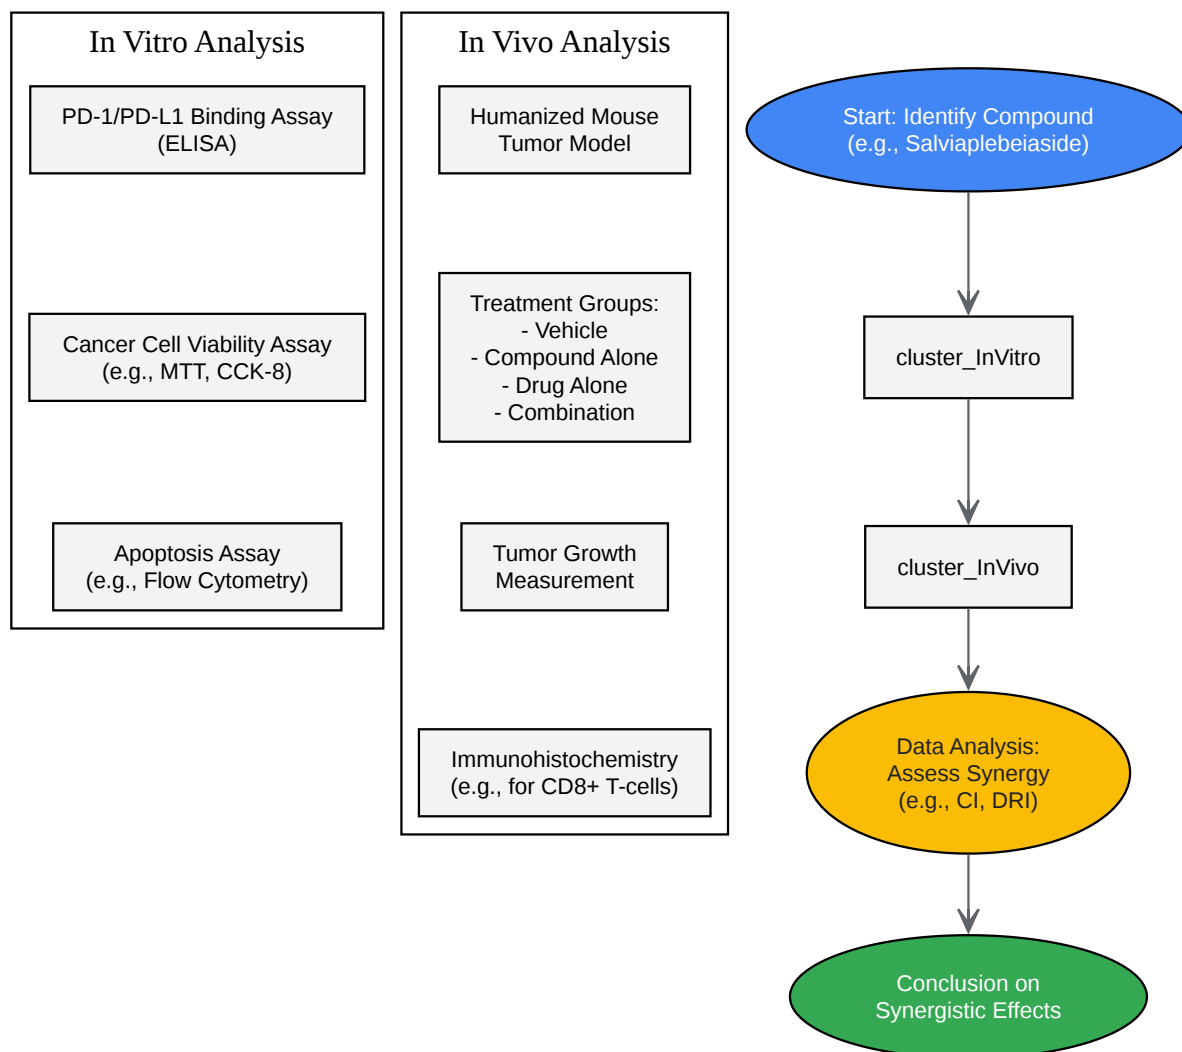 In Vitro Analysis
PD-1/PD-L1 Binding Assay
(ELISA)
Cancer Cell Viability Assay
(e.g., MTT, CCK-8)
Apoptosis Assay
(e.g., Flow Cytometry)
In Vivo Analysis
Humanized Mouse
Tumor Model
Treatment Groups:
- Vehicle
- Compound Alone
- Drug Alone
- Combination
Tumor Growth
Measurement
Immunohistochemistry
(e.g., for CD8+ T-cells)
Start: Identify Compound
(e.g., Salviaplebeiaside)
cluster_InVitro
cluster_InVivo
Data Analysis:
Assess Synergy
(e.g., CI, DRI)
Conclusion on
Synergistic Effects